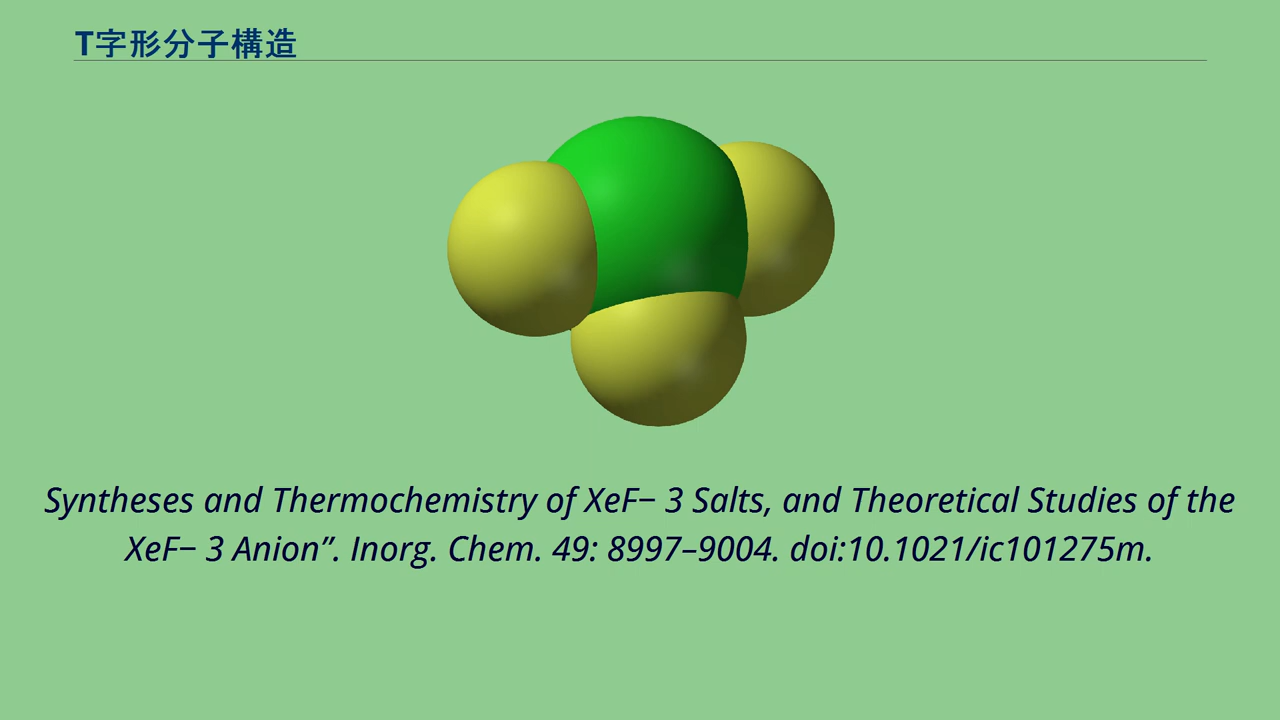 T字形分子構造
Syntheses and Thermochemistry of XeF− 3 Salts, and Theoretical Studies of the
XeF− 3 Anion”. Inorg. Chem. 49: 8997–9004. doi:10.1021/ic101275m.